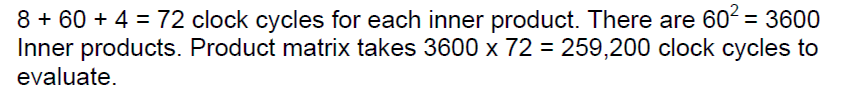 8 + 60 + 4 = 72 clock cycles for each inner product. There are 60² = 3600
Inner products. Product matrix takes 3600 x 72 = 259,200 clock cycles to
evaluate.